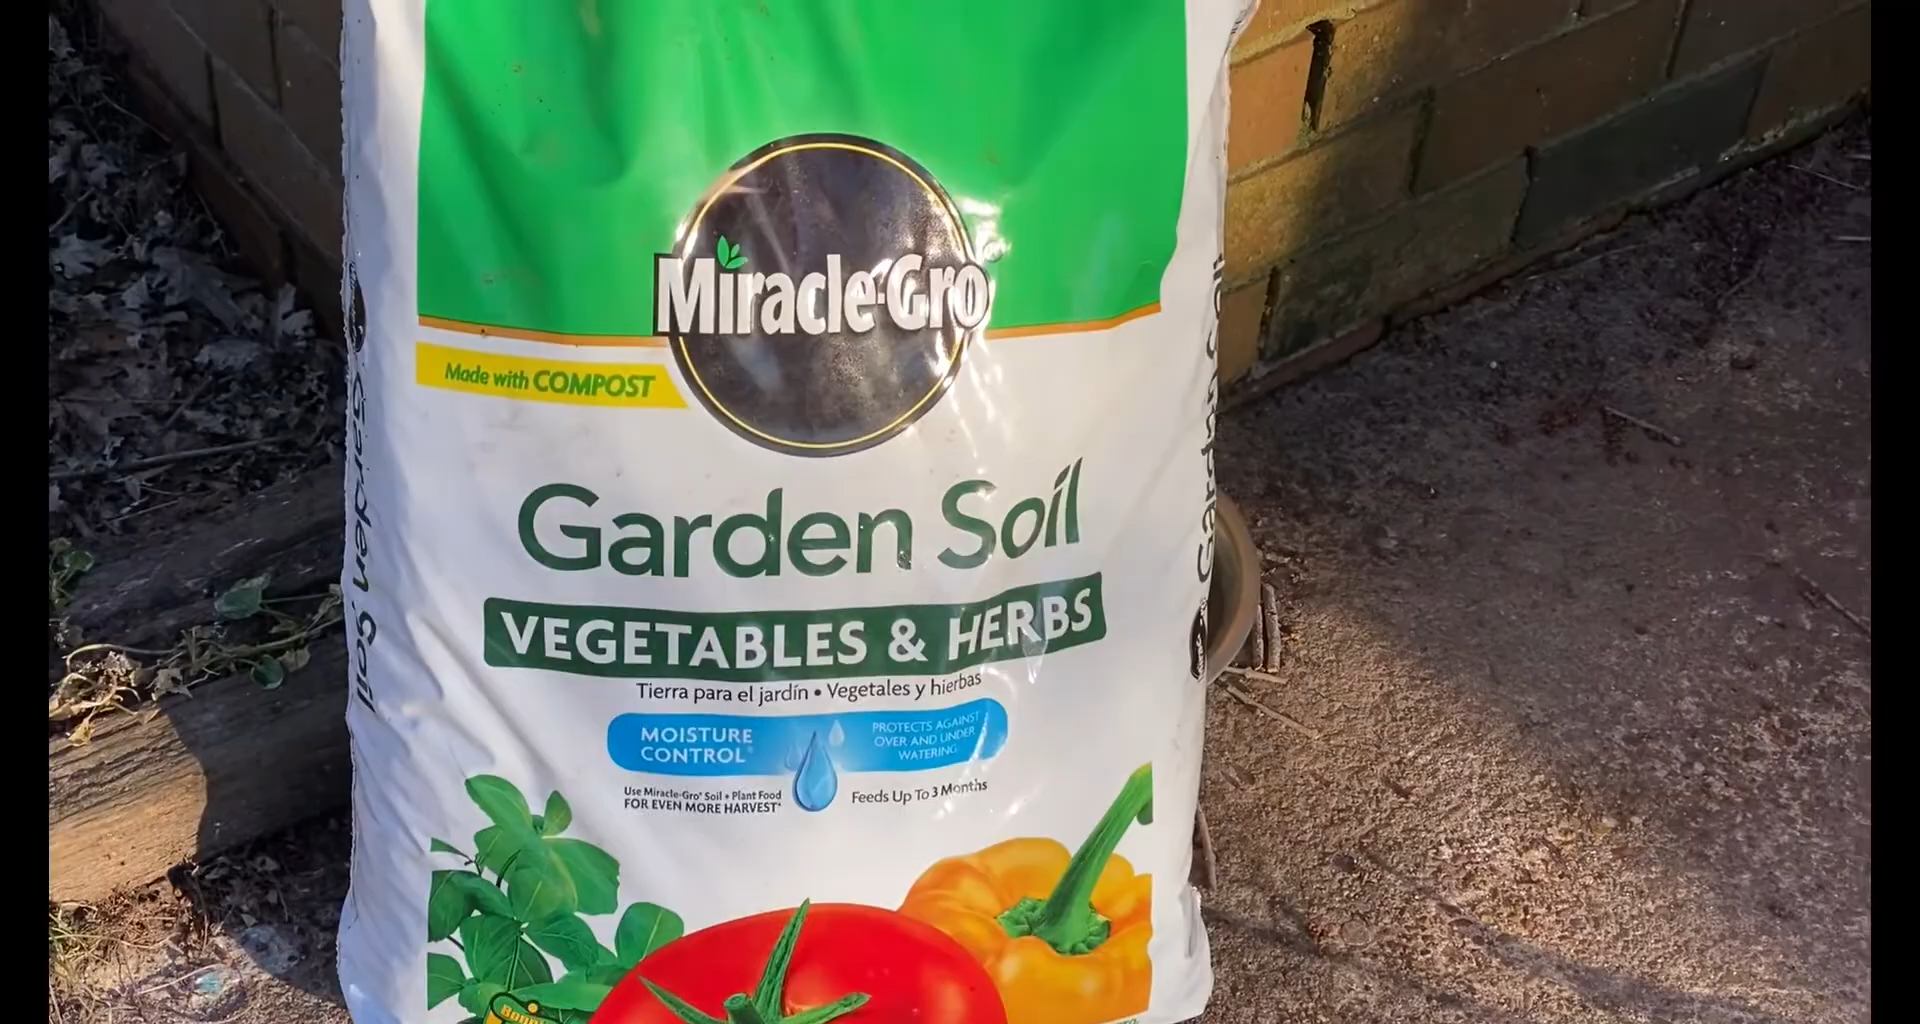 Miracle-Gro®
Made with COMPOST
Garden Soil
VEGETABLES & HERBS
Tierra para el jardín • Vegetales y hierbas
MOISTURE
CONTROL®
PROTECTS AGAINST
OVER AND UNDER
WATERING
Use Miracle-Gro® Soil + Plant Food
FOR EVEN MORE HARVEST*
Feeds Up To 3 Months
Garden Soil
Garden Soil